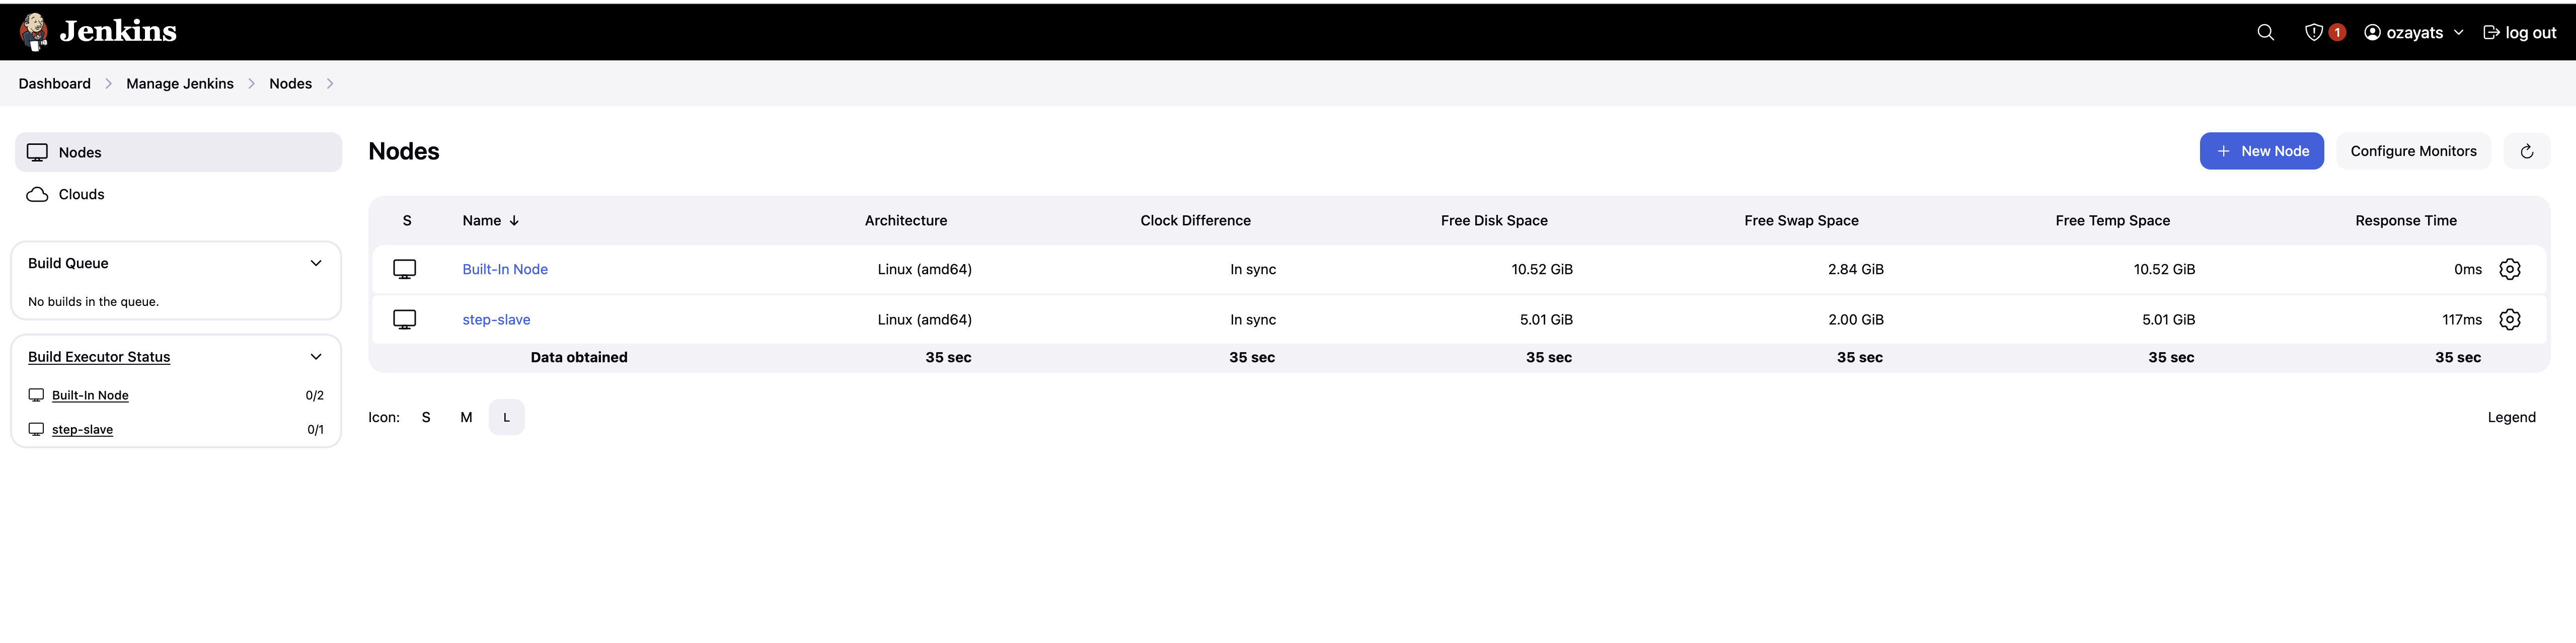 Jenkins
1 ozayats log out
Dashboard Manage Jenkins Nodes
Nodes
Clouds
Build Queue
No builds in the queue.
Build Executor Status
Built-In Node 0/2
step-slave 0/1
Nodes
+ New Node Configure Monitors
S Name ↓ Architecture Clock Difference Free Disk Space Free Swap Space Free Temp Space Response Time
Built-In Node Linux (amd64) In sync 10.52 GiB 2.84 GiB 10.52 GiB 0ms
step-slave Linux (amd64) In sync 5.01 GiB 2.00 GiB 5.01 GiB 117ms
Data obtained 35 sec 35 sec 35 sec 35 sec 35 sec 35 sec
Icon: S M L Legend